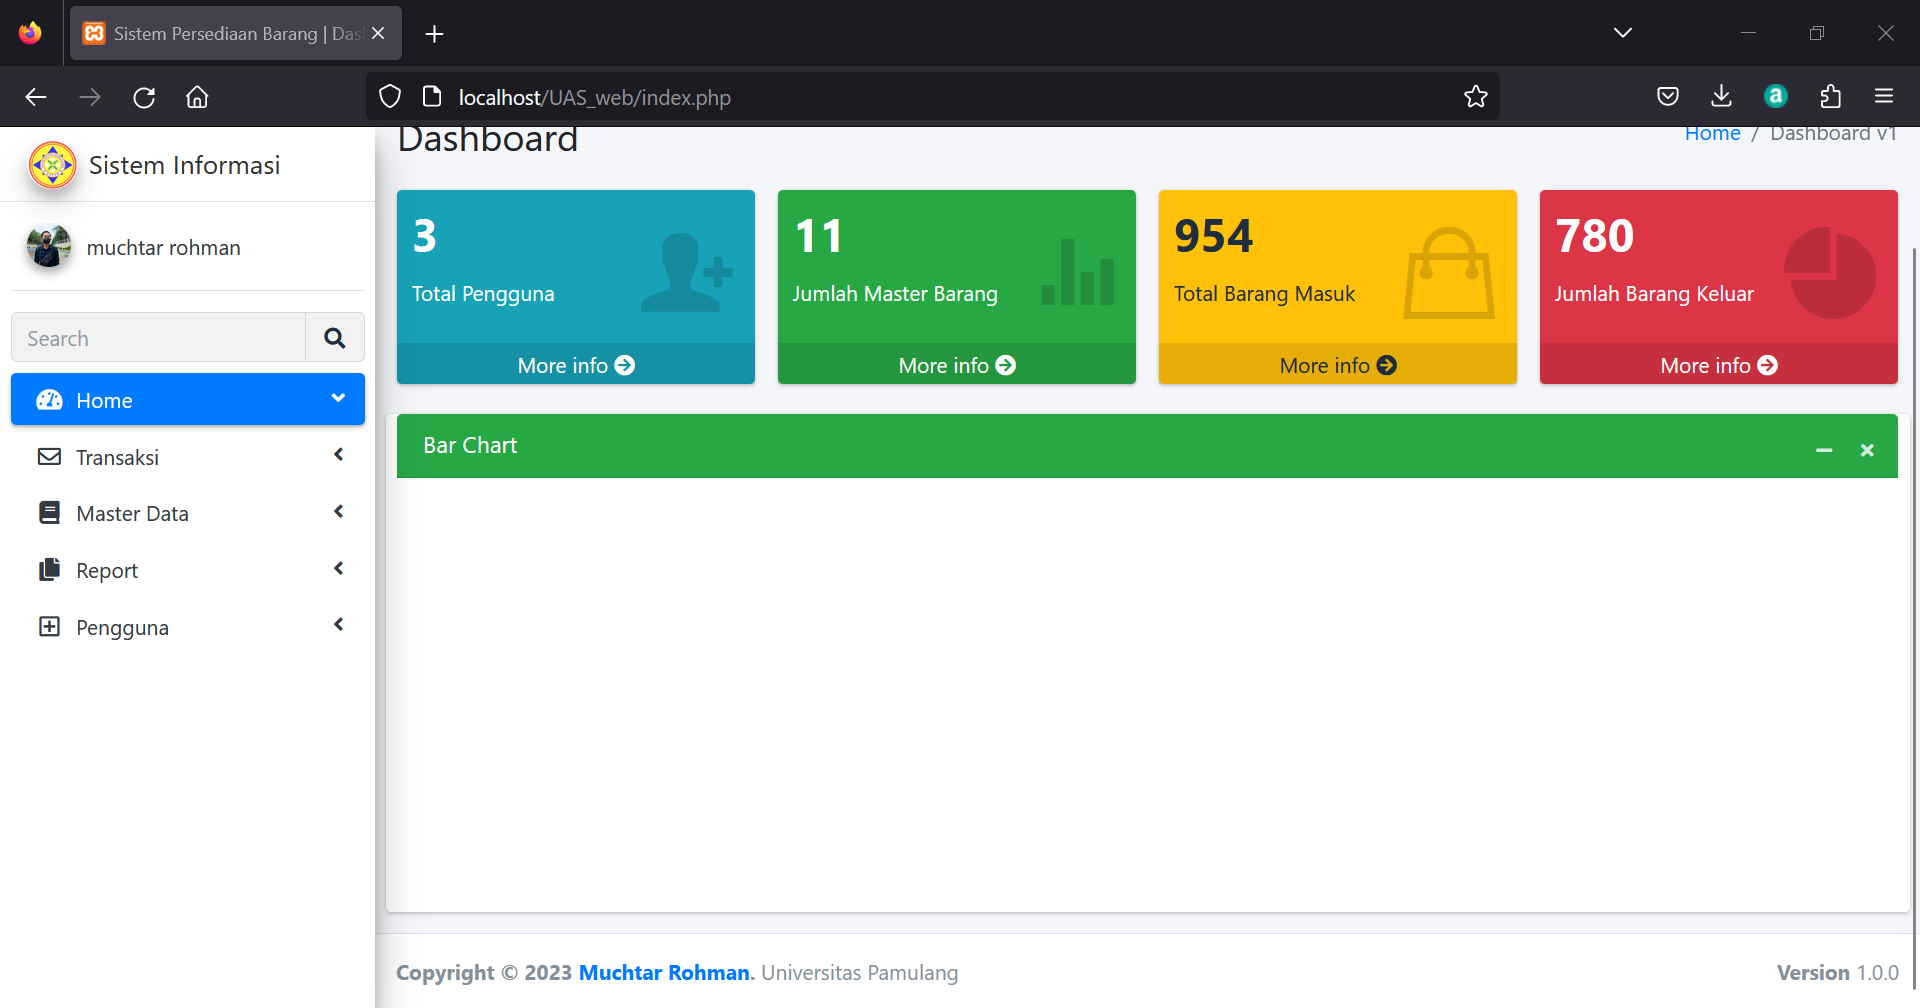 Sistem Persediaan Barang | Das
localhost/UAS_web/index.php
Sistem Informasi
muchtar rohman
Search
Home
Transaksi
Master Data
Report
Pengguna
Dashboard
Home / Dashboard v1
3
Total Pengguna
More info
11
Jumlah Master Barang
More info
954
Total Barang Masuk
More info
780
Jumlah Barang Keluar
More info
Bar Chart
Copyright © 2023 Muchtar Rohman. Universitas Pamulang
Version 1.0.0